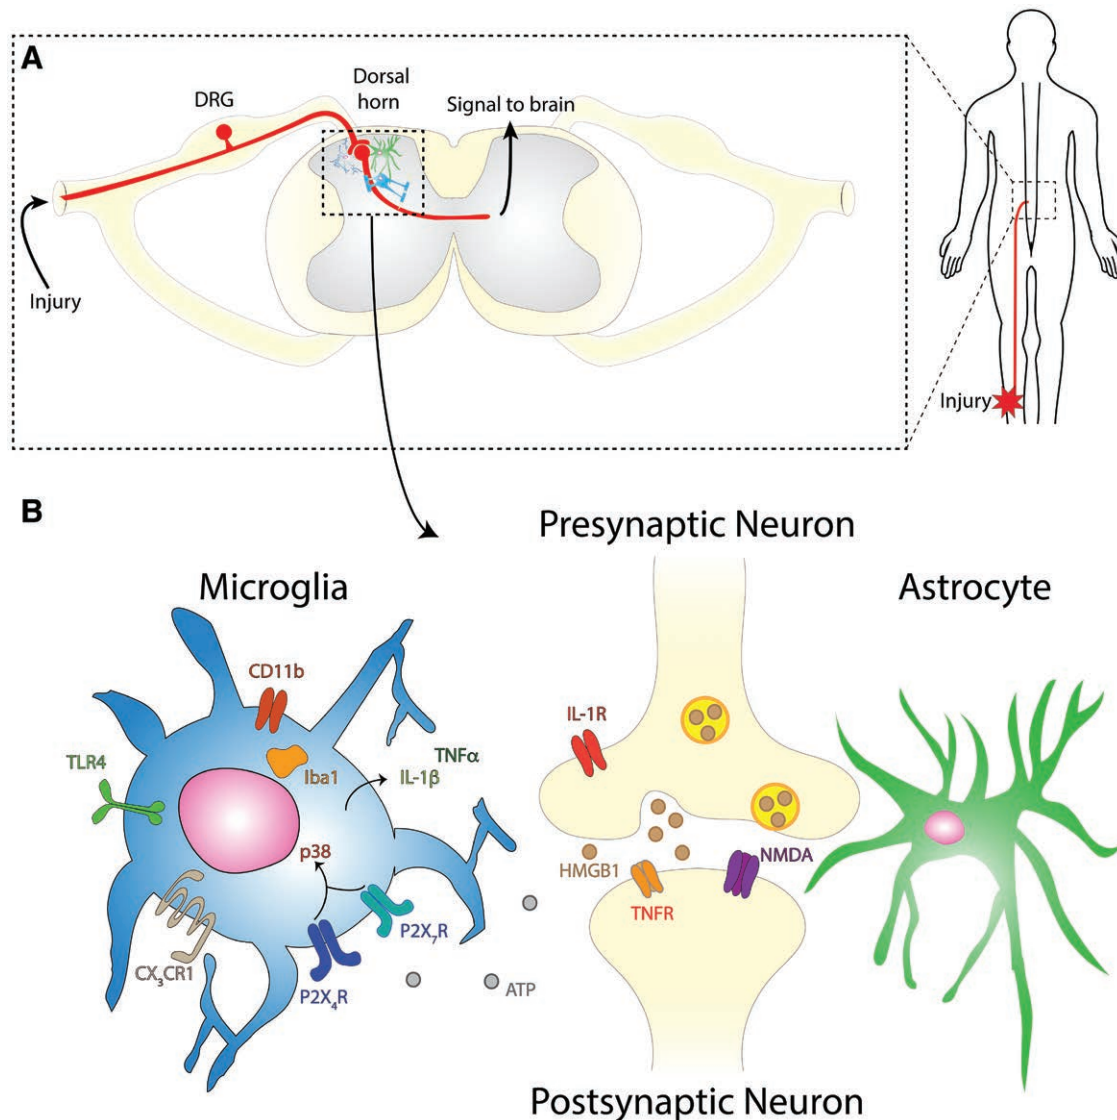 A
DRG
Dorsal
horn
Signal to brain
Injury
Injury
B
Presynaptic Neuron
Microglia
Astrocyte
CD11b
TLR4
Iba1
TNFα
IL-1β
p38
CX₃CR1
P2X₇R
P2X₄R
ATP
IL-1R
HMGB1
TNFR
NMDA
Postsynaptic Neuron